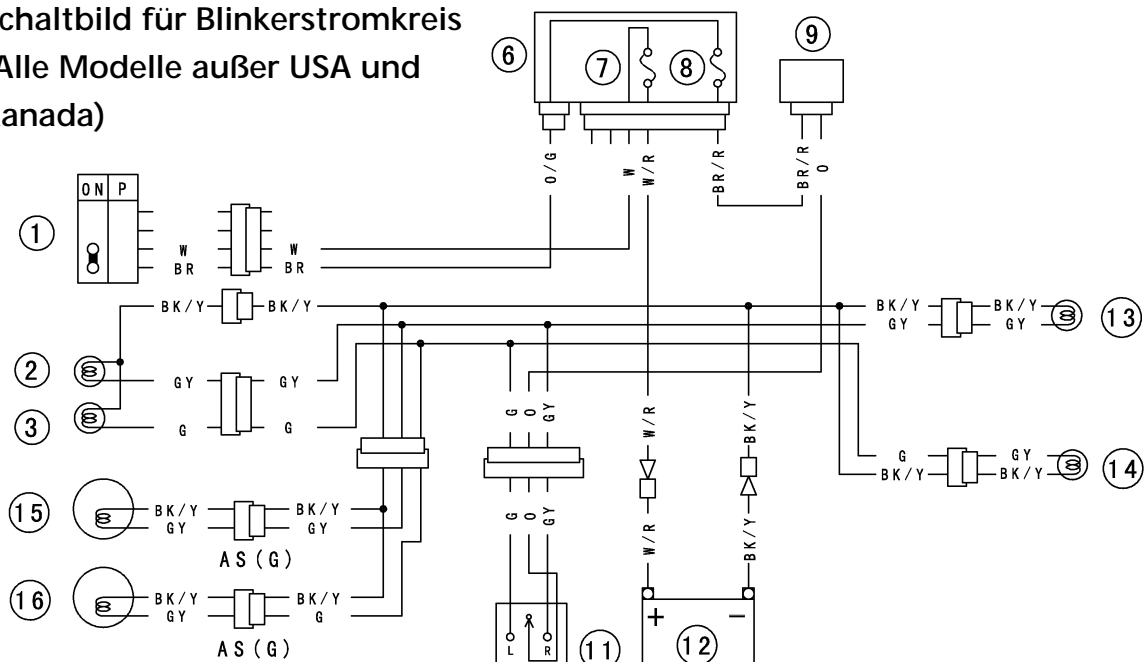 chaltbild für Blinkerstromkreis
Alle Modelle außer USA und
anada)
6
7
8
9
O/G
W
W/R
BR/R
BR/R
O
ON P
1
W W
BR BR
BK/Y BK/Y
BK/Y BK/Y
GY GY
13
2
GY GY
3
G G
G O GY
W/R
BK/Y
G GY
BK/Y BK/Y
14
15
BK/Y BK/Y
GY GY
AS(G)
G O GY
W/R
BK/Y
16
BK/Y BK/Y
GY G
AS(G)
L R
11
+ −
12